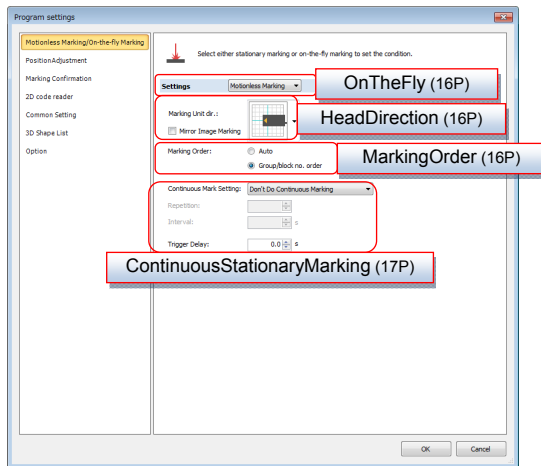 Program settings
Motionless Marking/On-the-fly Marking
PositionAdjustment
Marking Confirmation
2D code reader
Common Setting
3D Shape List
Option
Select either stationary marking or on-the-fly marking to set the condition.
Settings Motionless Marking OnTheFly (16P)
Marking Unit dir.: HeadDirection (16P)
Mirror Image Marking
Marking Order: Auto MarkingOrder (16P)
Group/block no. order
Continuous Mark Setting: Don't Do Continuous Marking
Repetition:
Interval: s
Trigger Delay: 0.0 s
ContinuousStationaryMarking (17P)
OK Cancel